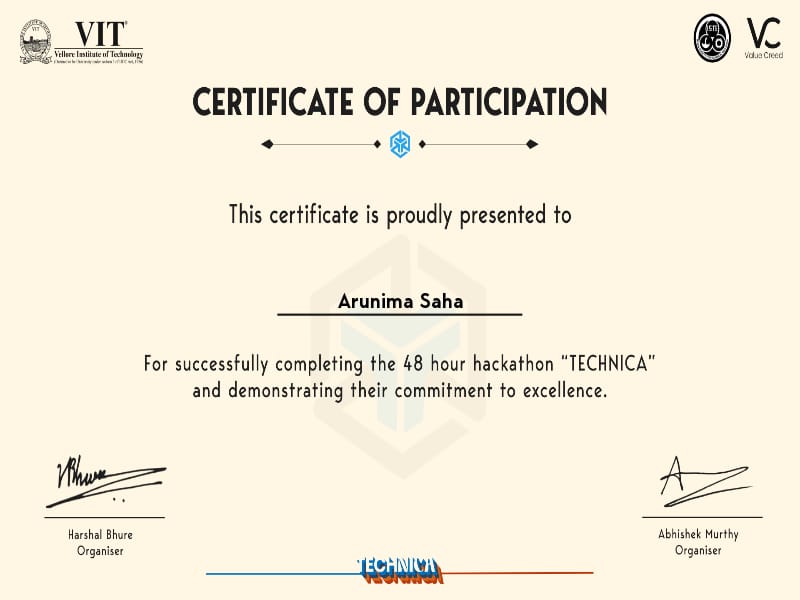 VIT
Vellore Institute of Technology
VC
Value Creed
CERTIFICATE OF PARTICIPATION
This certificate is proudly presented to
Arunima Saha
For successfully completing the 48 hour hackathon “TECHNICA”
and demonstrating their commitment to excellence.
Harshal Bhure
Organiser
Abhishek Murthy
Organiser
TECHNICA